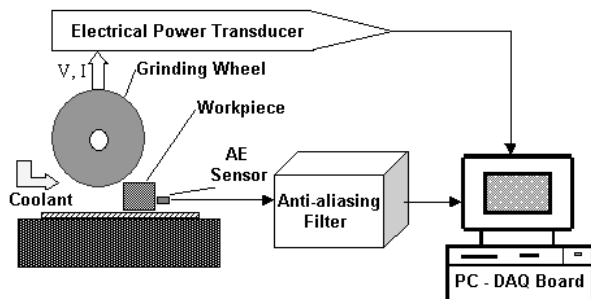 Electrical Power Transducer
V, I
Grinding Wheel
Workpiece
AE
Sensor
Coolant
Anti-aliasing
Filter
PC - DAQ Board